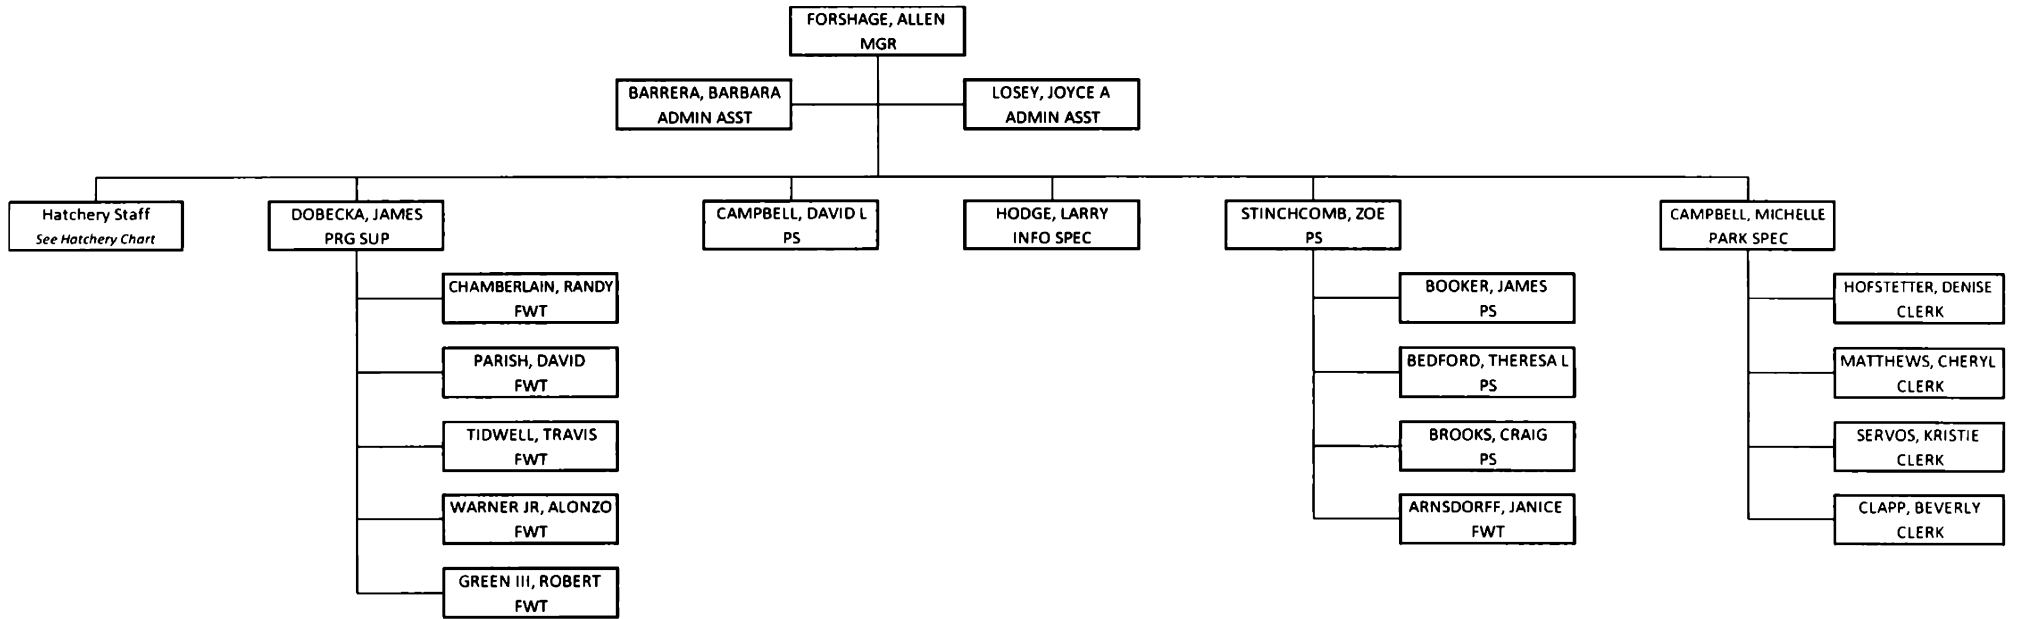 FORSHAGE, ALLEN
MGR
BARRERA, BARBARA
ADMIN ASST
LOSEY, JOYCE A
ADMIN ASST
Hatchery Staff
See Hatchery Chart
DOBECKA, JAMES
PRG SUP
CHAMBERLAIN, RANDY
FWT
PARISH, DAVID
FWT
TIDWELL, TRAVIS
FWT
WARNER JR, ALONZO
FWT
GREEN III, ROBERT
FWT
CAMPBELL, DAVID L
PS
HODGE, LARRY
INFO SPEC
STINCHCOMB, ZOE
PS
BOOKER, JAMES
PS
BEDFORD, THERESA L
PS
BROOKS, CRAIG
PS
ARNSDORFF, JANICE
FWT
CAMPBELL, MICHELLE
PARK SPEC
HOFSTETTER, DENISE
CLERK
MATTHEWS, CHERYL
CLERK
SERVOS, KRISTIE
CLERK
CLAPP, BEVERLY
CLERK